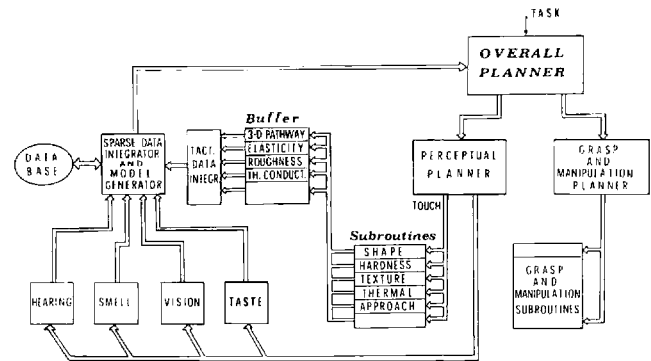 TASK
OVERALL
PLANNER
Buffer
3-D PATHWAY
ELASTICITY
ROUGHNESS
TH. CONDUCT.
TACT.
DATA
INTEGR.
SPARSE DATA
INTEGRATOR
AND
MODEL
GENERATOR
DATA
BASE
PERCEPTUAL
PLANNER
GRASP
AND
MANIPULATION
PLANNER
TOUCH
Subroutines
SHAPE
HARDNESS
TEXTURE
THERMAL
APPROACH
GRASP
AND
MANIPULATION
SUBROUTINES
HEARING
SMELL
VISION
TASTE